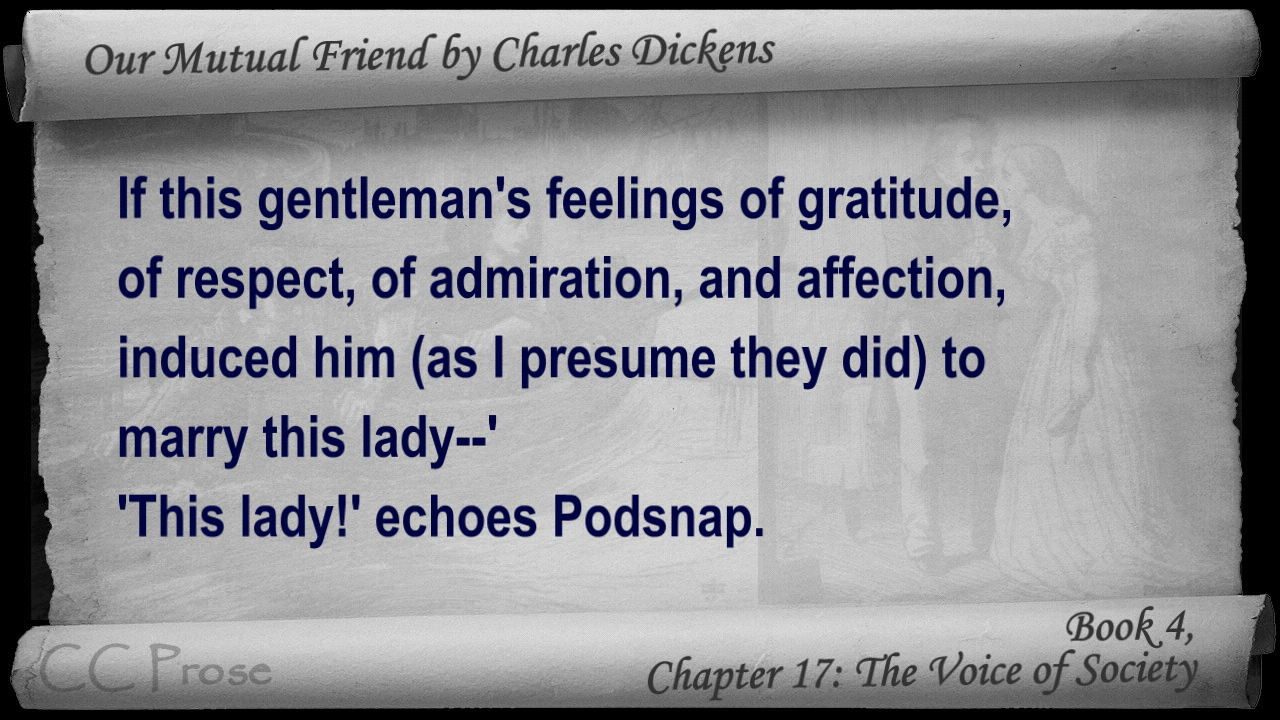 Our Mutual Friend by Charles Dickens
If this gentleman's feelings of gratitude,
of respect, of admiration, and affection,
induced him (as I presume they did) to
marry this lady--'
'This lady!' echoes Podsnap.
CC Prose
Book 4,
Chapter 17: The Voice of Society